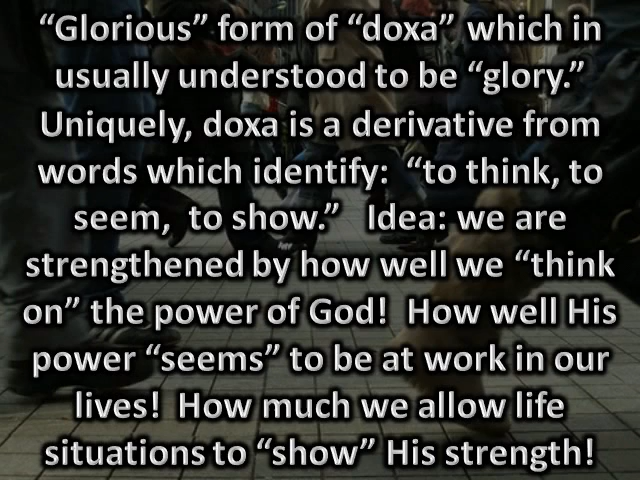 “Glorious” form of “doxa” which in
usually understood to be “glory.”
Uniquely, doxa is a derivative from
words which identify:  “to think, to
seem,  to show.”   Idea: we are
strengthened by how well we “think
on” the power of God!  How well His
power “seems” to be at work in our
lives!  How much we allow life
situations to “show” His strength!